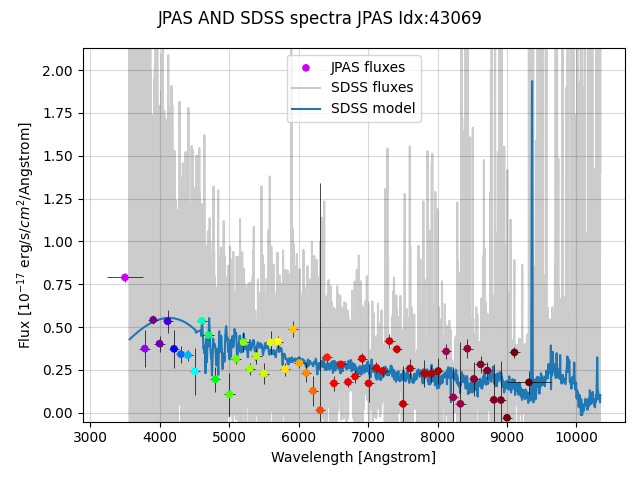 JPAS AND SDSS spectra JPAS Idx:43069
JPAS fluxes
SDSS fluxes
SDSS model
Flux [10^{-17} erg/s/cm^2/Angstrom]
2.00
1.75
1.50
1.25
1.00
0.75
0.50
0.25
0.00
3000 4000 5000 6000 7000 8000 9000 10000
Wavelength [Angstrom]